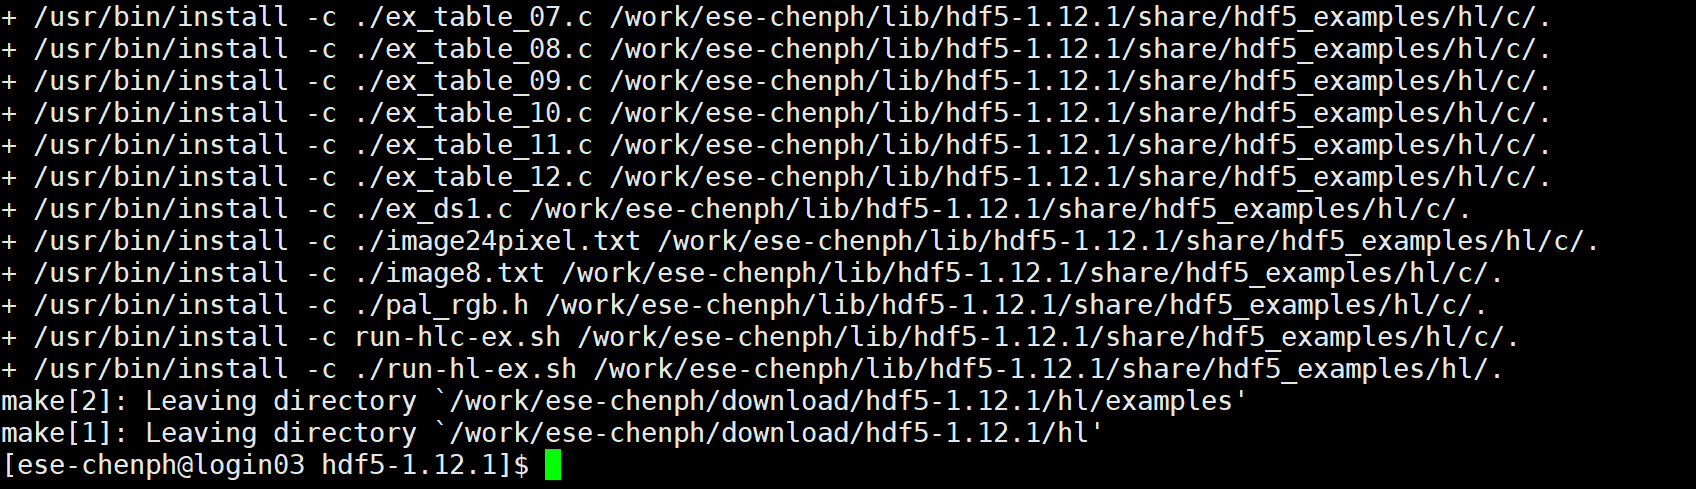 + /usr/bin/install -c ./ex_table_07.c /work/ese-chenph/lib/hdf5-1.12.1/share/hdf5_examples/hl/c/.
+ /usr/bin/install -c ./ex_table_08.c /work/ese-chenph/lib/hdf5-1.12.1/share/hdf5_examples/hl/c/.
+ /usr/bin/install -c ./ex_table_09.c /work/ese-chenph/lib/hdf5-1.12.1/share/hdf5_examples/hl/c/.
+ /usr/bin/install -c ./ex_table_10.c /work/ese-chenph/lib/hdf5-1.12.1/share/hdf5_examples/hl/c/.
+ /usr/bin/install -c ./ex_table_11.c /work/ese-chenph/lib/hdf5-1.12.1/share/hdf5_examples/hl/c/.
+ /usr/bin/install -c ./ex_table_12.c /work/ese-chenph/lib/hdf5-1.12.1/share/hdf5_examples/hl/c/.
+ /usr/bin/install -c ./ex_ds1.c /work/ese-chenph/lib/hdf5-1.12.1/share/hdf5_examples/hl/c/.
+ /usr/bin/install -c ./image24pixel.txt /work/ese-chenph/lib/hdf5-1.12.1/share/hdf5_examples/hl/c/.
+ /usr/bin/install -c ./image8.txt /work/ese-chenph/lib/hdf5-1.12.1/share/hdf5_examples/hl/c/.
+ /usr/bin/install -c ./pal_rgb.h /work/ese-chenph/lib/hdf5-1.12.1/share/hdf5_examples/hl/c/.
+ /usr/bin/install -c run-hlc-ex.sh /work/ese-chenph/lib/hdf5-1.12.1/share/hdf5_examples/hl/c/.
+ /usr/bin/install -c ./run-hl-ex.sh /work/ese-chenph/lib/hdf5-1.12.1/share/hdf5_examples/hl/.
make[2]: Leaving directory `/work/ese-chenph/download/hdf5-1.12.1/hl/examples'
make[1]: Leaving directory `/work/ese-chenph/download/hdf5-1.12.1/hl'
[ese-chenph@login03 hdf5-1.12.1]$